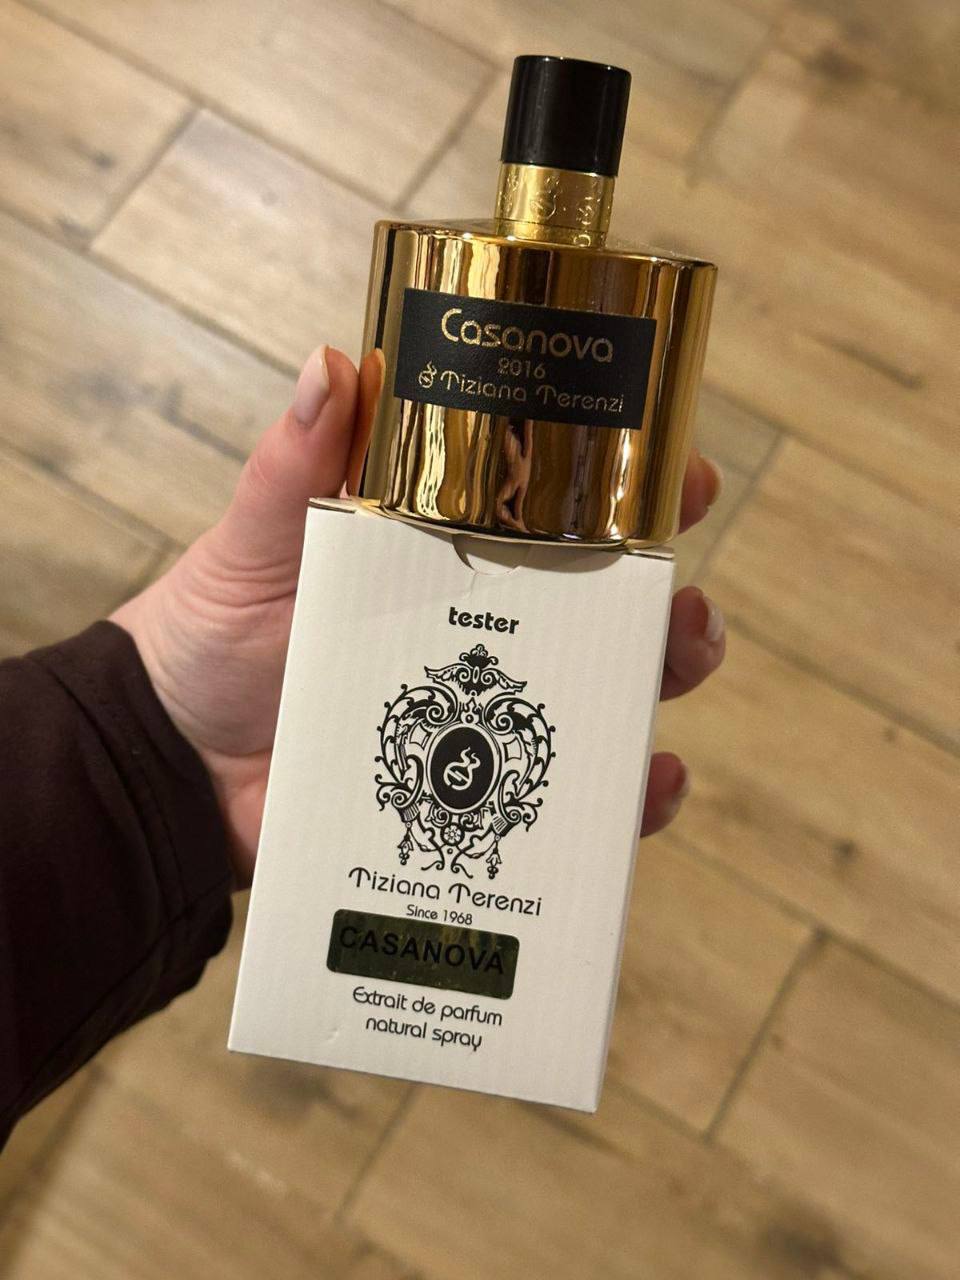 Casanova
2016
Tiziana Terenzi
tester
Tiziana Terenzi
Since 1968
CASANOVA
Extrait de parfum
natural spray